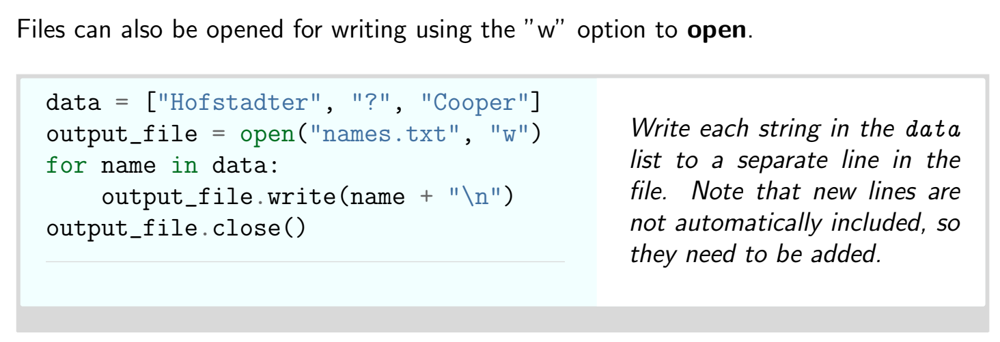 Files can also be opened for writing using the ”w” option to open.
data = ["Hofstadter", "?", "Cooper"]
output_file = open("names.txt", "w")
for name in data:
    output_file.write(name + "\n")
output_file.close()
Write each string in the data
list to a separate line in the
file. Note that new lines are
not automatically included, so
they need to be added.